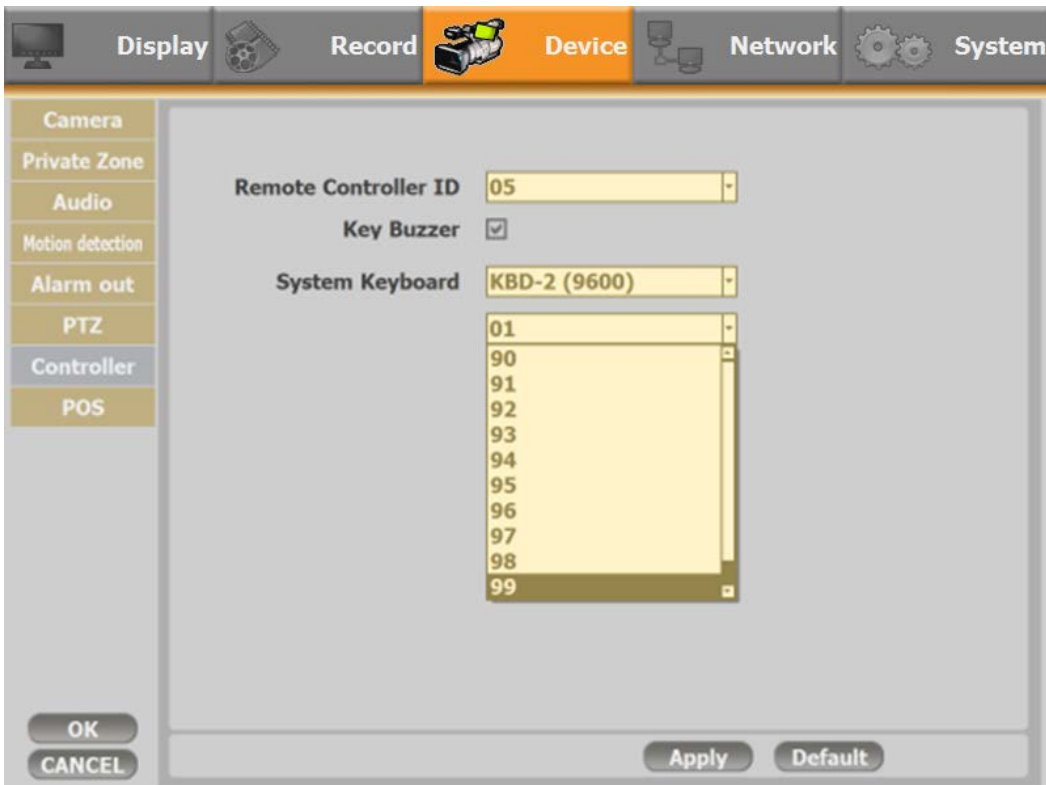 Display Record Device Network System
Camera
Private Zone
Audio
Motion detection
Alarm out
PTZ
Controller
POS
Remote Controller ID 05
Key Buzzer
System Keyboard KBD-2 (9600)
01
90
91
92
93
94
95
96
97
98
99
OK
CANCEL
Apply Default